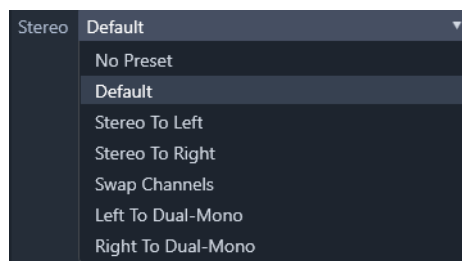 Stereo Default
No Preset
Default
Stereo To Left
Stereo To Right
Swap Channels
Left To Dual-Mono
Right To Dual-Mono